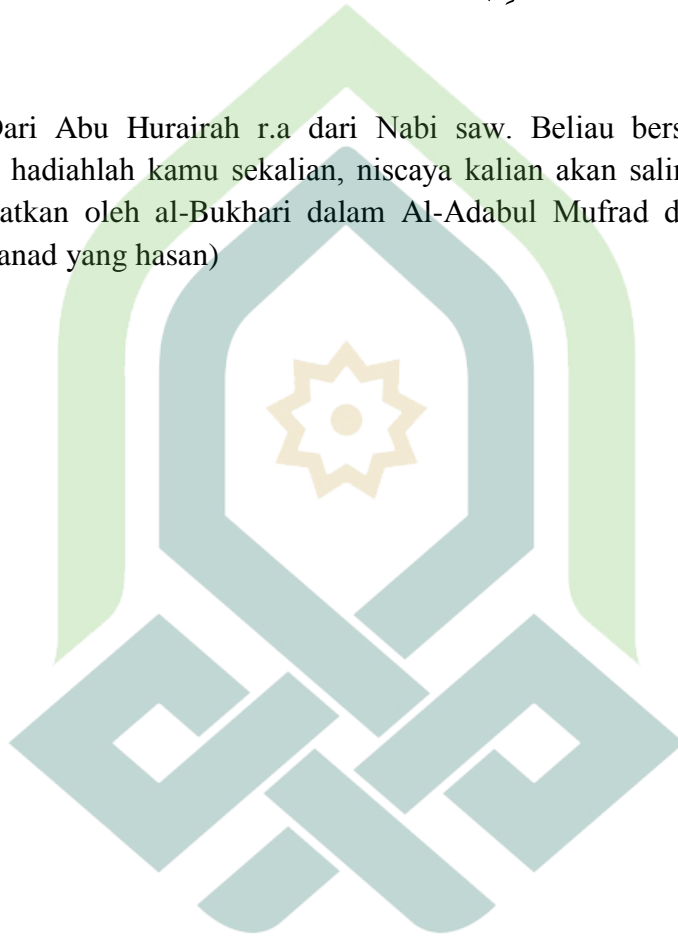 Dari Abu Hurairah r.a dari Nabi saw. Beliau bers
hadiahlah kamu sekalian, niscaya kalian akan salin
atkan oleh al-Bukhari dalam Al-Adabul Mufrad d
anad yang hasan)